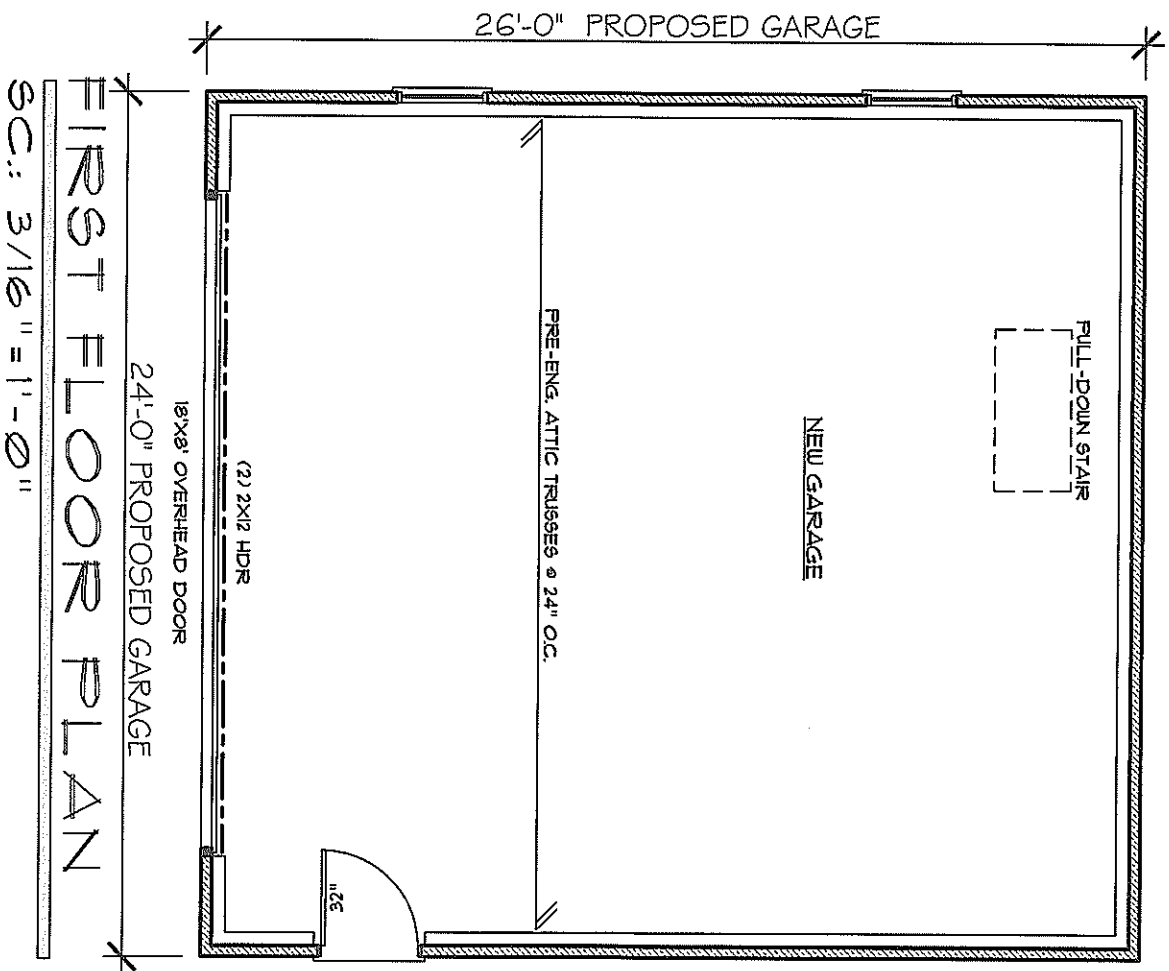 26'-0" PROPOSED GARAGE
PULL-DOWN STAIR
NEW GARAGE
PRE-ENG. ATTIC TRUSSES @ 24" O.C.
32"
(2) 2X12 HDR
18'X8' OVERHEAD DOOR
24'-0" PROPOSED GARAGE
FIRST FLOOR PLAN
SC.: 3/16" = 1'-0"